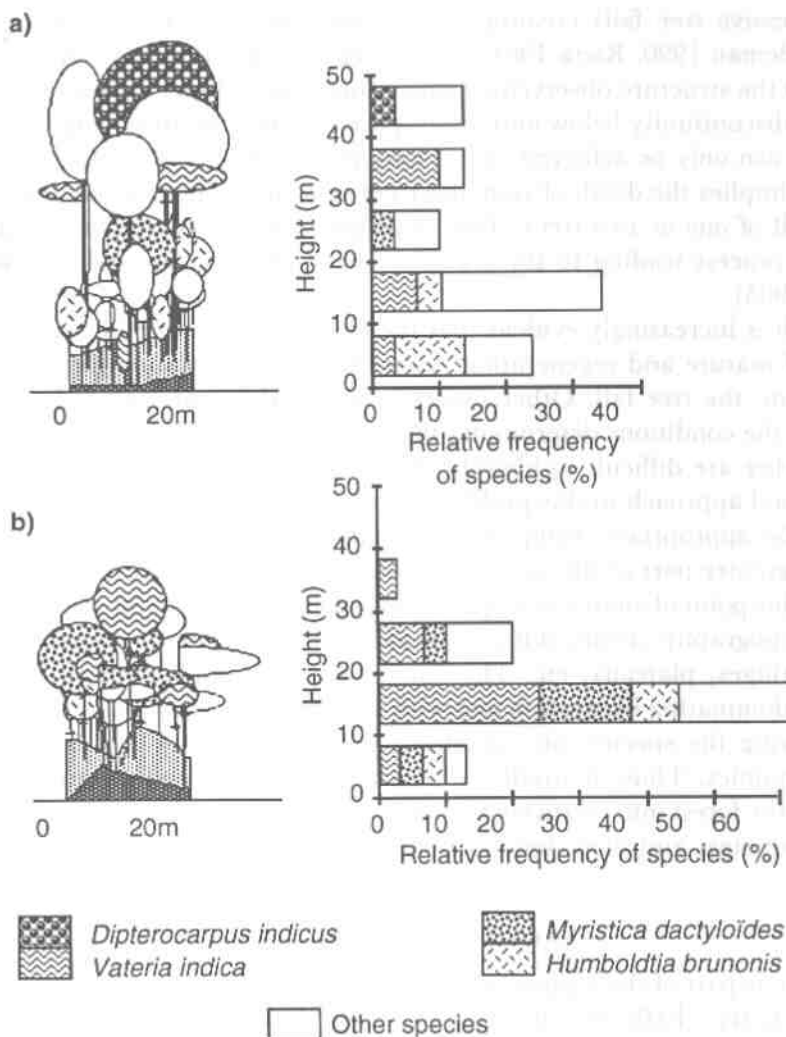 a)
50
40
30
20
10
0
Height (m)
0 20m
0 10 20 30 40
Relative frequency
of species (%)
b)
50
40
30
20
10
0
Height (m)
0 20m
0 10 20 30 40 50 60
Relative frequency of species (%)
Dipterocarpus indicus
Vateria indica
Myristica dactyloïdes
Humboldtia brunonis
Other species